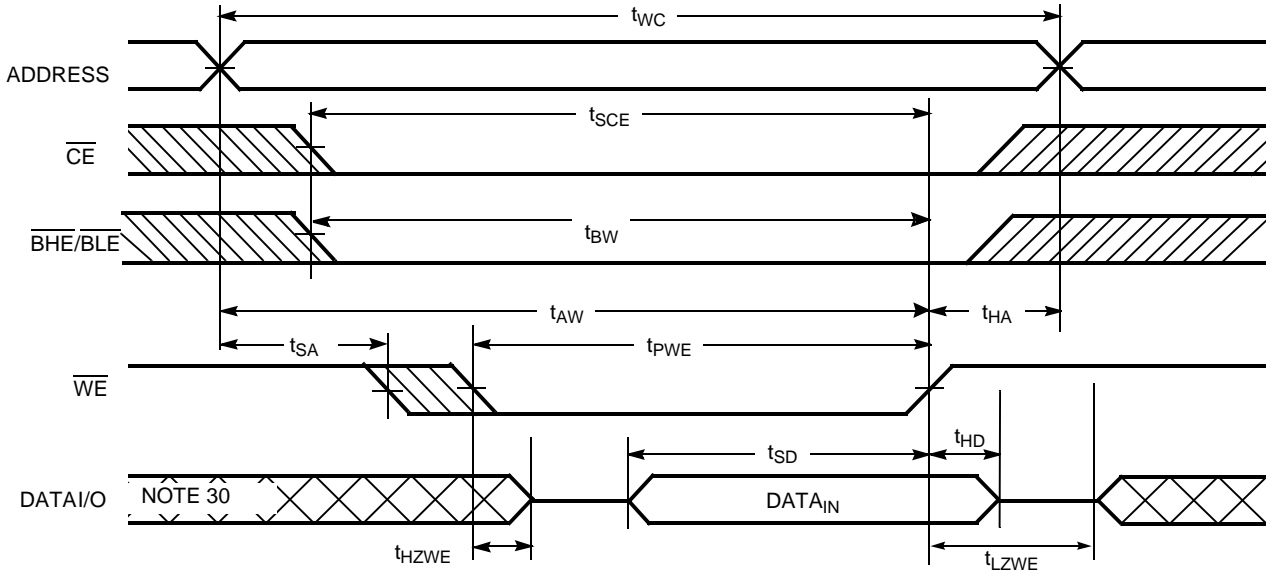 tWC
ADDRESS
tSCE
CE
tBW
BHE/BLE
tAW
tHA
tSA
tPWE
WE
tSD
tHD
DATAI/O
NOTE 30
DATAIN
tHZWE
tLZWE